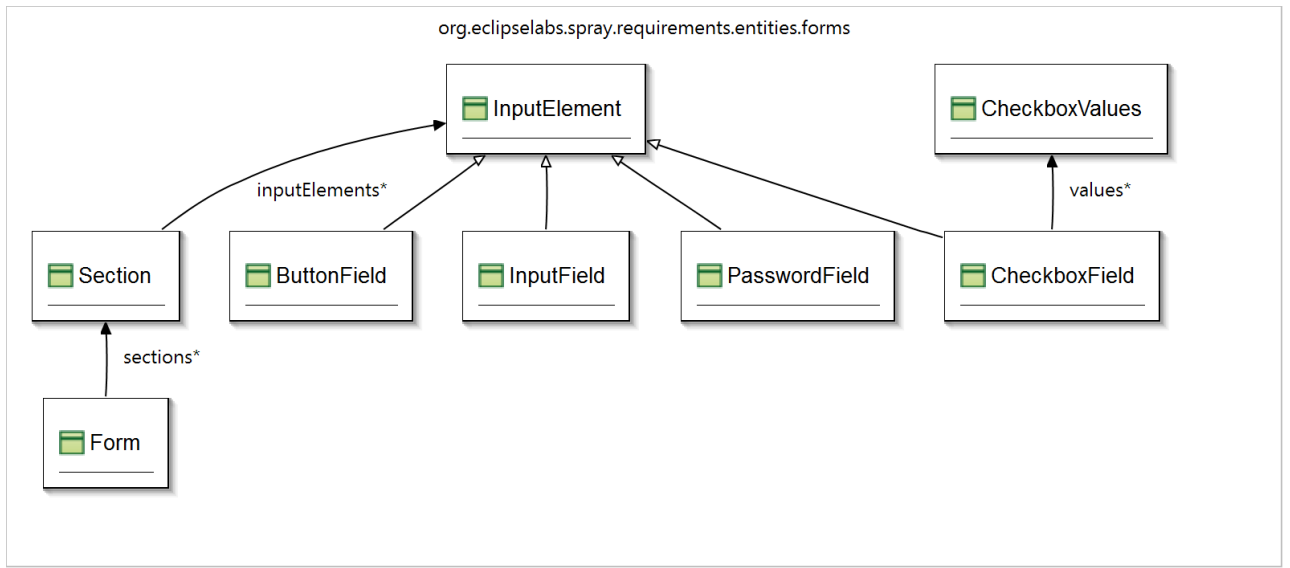 org.eclipselabs.spray.requirements.entities.forms
InputElement
CheckboxValues
inputElements*
values*
Section
ButtonField
InputField
PasswordField
CheckboxField
sections*
Form